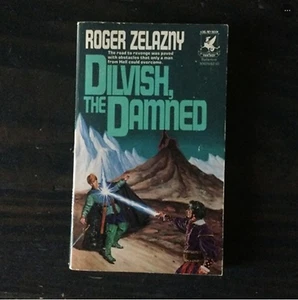 ROGER ZELAZNY
The road to revenge was paved
with obstacles that only a man
from Hell could overcome.
DILVISH,
THE DAMNED